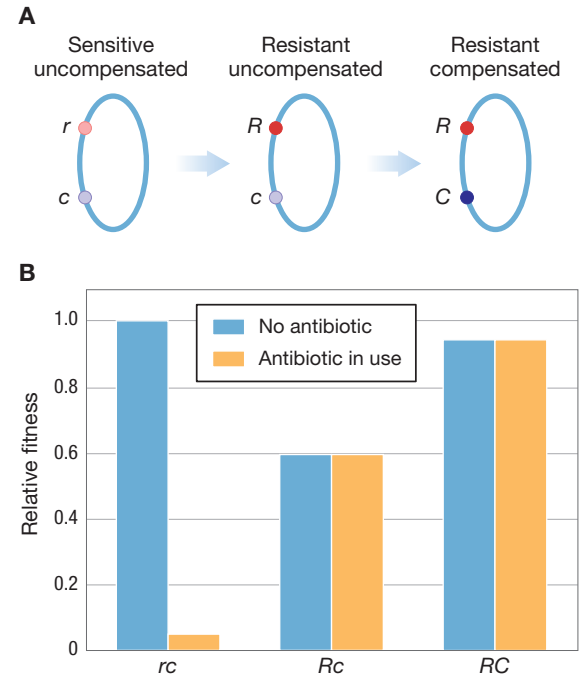 A
Sensitive
uncompensated
Resistant
uncompensated
Resistant
compensated
r
R
R
c
c
C
B
Relative fitness
1.0
0.8
0.6
0.4
0.2
0
No antibiotic
Antibiotic in use
rc
Rc
RC